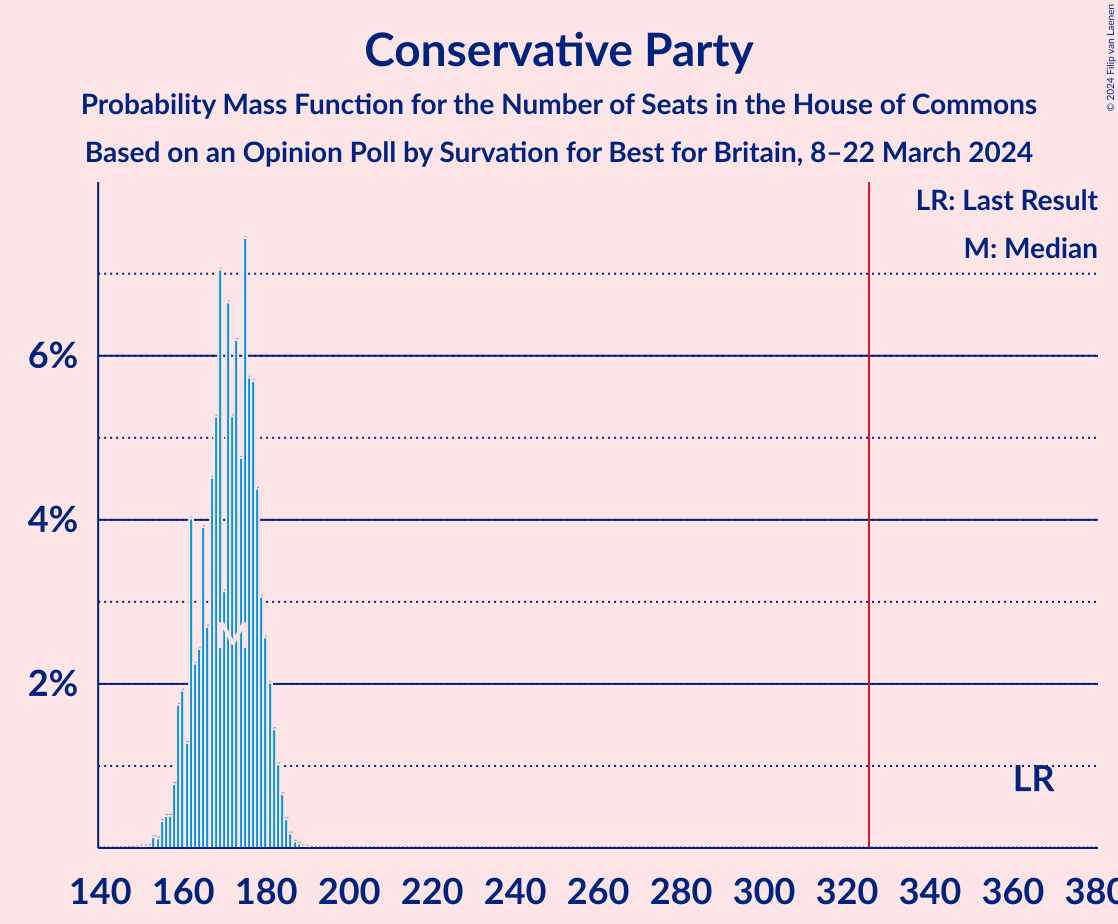 Conservative Party
Probability Mass Function for the Number of Seats in the House of Commons
Based on an Opinion Poll by Survation for Best for Britain, 8–22 March 2024
© 2024 Filip van Laenen
LR: Last Result
M: Median
6%
4%
2%
M
LR
140 160 180 200 220 240 260 280 300 320 340 360 380